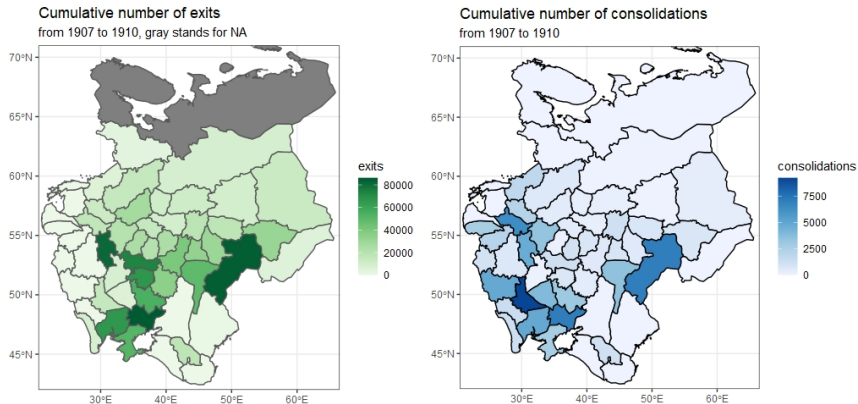 Cumulative number of exits
from 1907 to 1910, gray stands for NA
70°N
65°N
60°N
55°N
50°N
45°N
30°E
40°E
50°E
60°E
exits
80000
60000
40000
20000
0
Cumulative number of consolidations
from 1907 to 1910
70°N
65°N
60°N
55°N
50°N
45°N
30°E
40°E
50°E
60°E
consolidations
7500
5000
2500
0